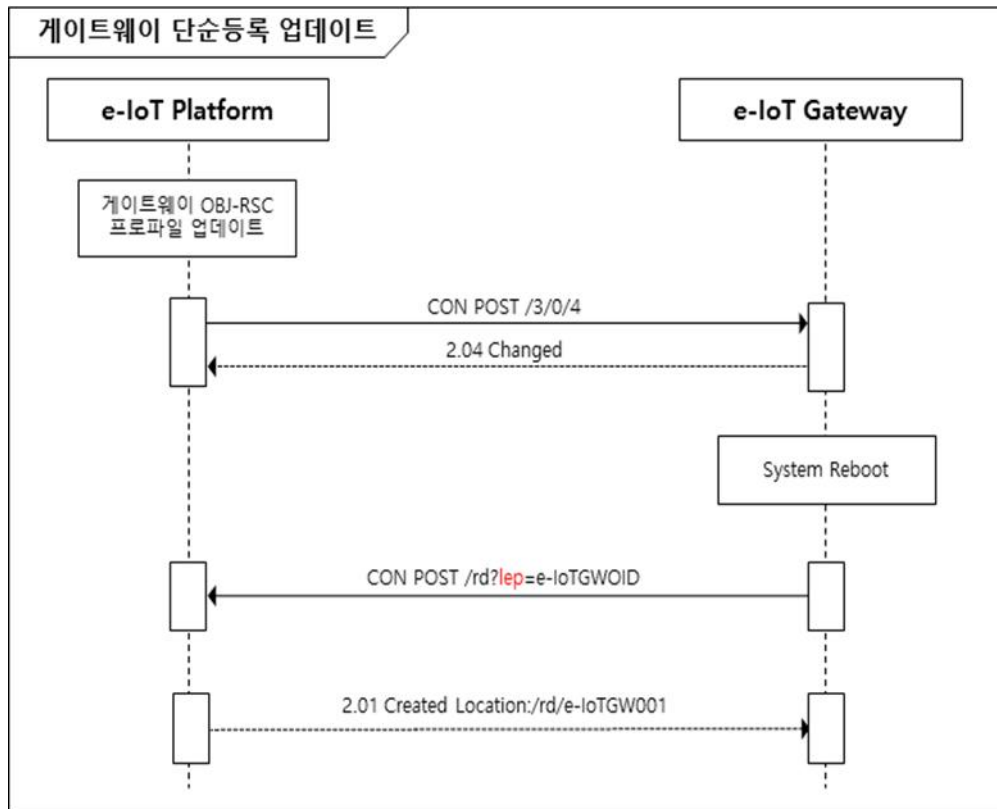 게이트웨이 단순등록 업데이트
e-IoT Platform
e-IoT Gateway
게이트웨이 OBJ-RSC
프로파일 업데이트
CON POST /3/0/4
2.04 Changed
System Reboot
CON POST /rd?lep=e-IoTGWOID
2.01 Created Location:/rd/e-IoTGW001